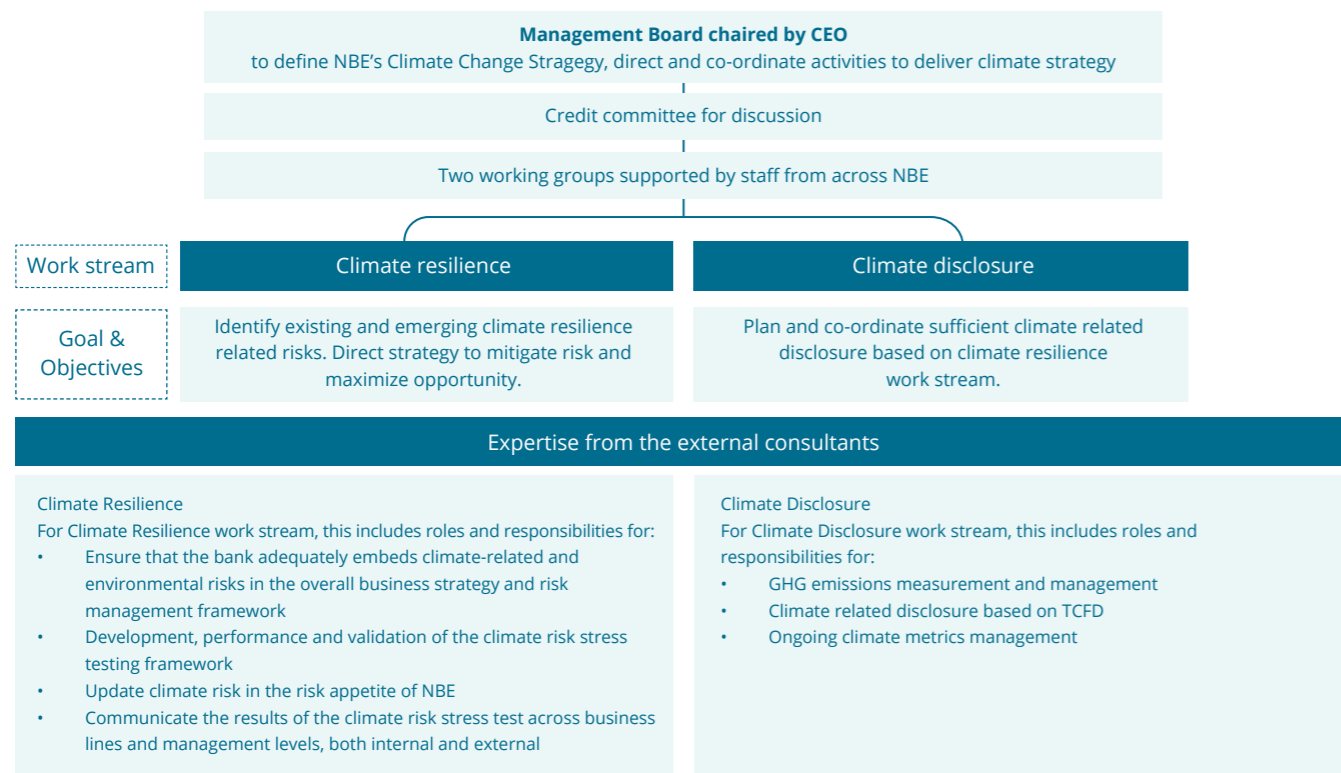 Management Board chaired by CEO
to define NBE's Climate Change Stragegy, direct and co-ordinate activities to deliver climate strategy
Credit committee for discussion
Two working groups supported by staff from across NBE
Work stream
Climate resilience
Climate disclosure
Goal &
Objectives
Identify existing and emerging climate resilience
related risks. Direct strategy to mitigate risk and
maximize opportunity.
Plan and co-ordinate sufficient climate related
disclosure based on climate resilience
work stream.
Expertise from the external consultants
Climate Resilience
For Climate Resilience work stream, this includes roles and responsibilities for:
• Ensure that the bank adequately embeds climate-related and
environmental risks in the overall business strategy and risk
management framework
• Development, performance and validation of the climate risk stress
testing framework
• Update climate risk in the risk appetite of NBE
• Communicate the results of the climate risk stress test across business
lines and management levels, both internal and external
Climate Disclosure
For Climate Disclosure work stream, this includes roles and
responsibilities for:
• GHG emissions measurement and management
• Climate related disclosure based on TCFD
• Ongoing climate metrics management